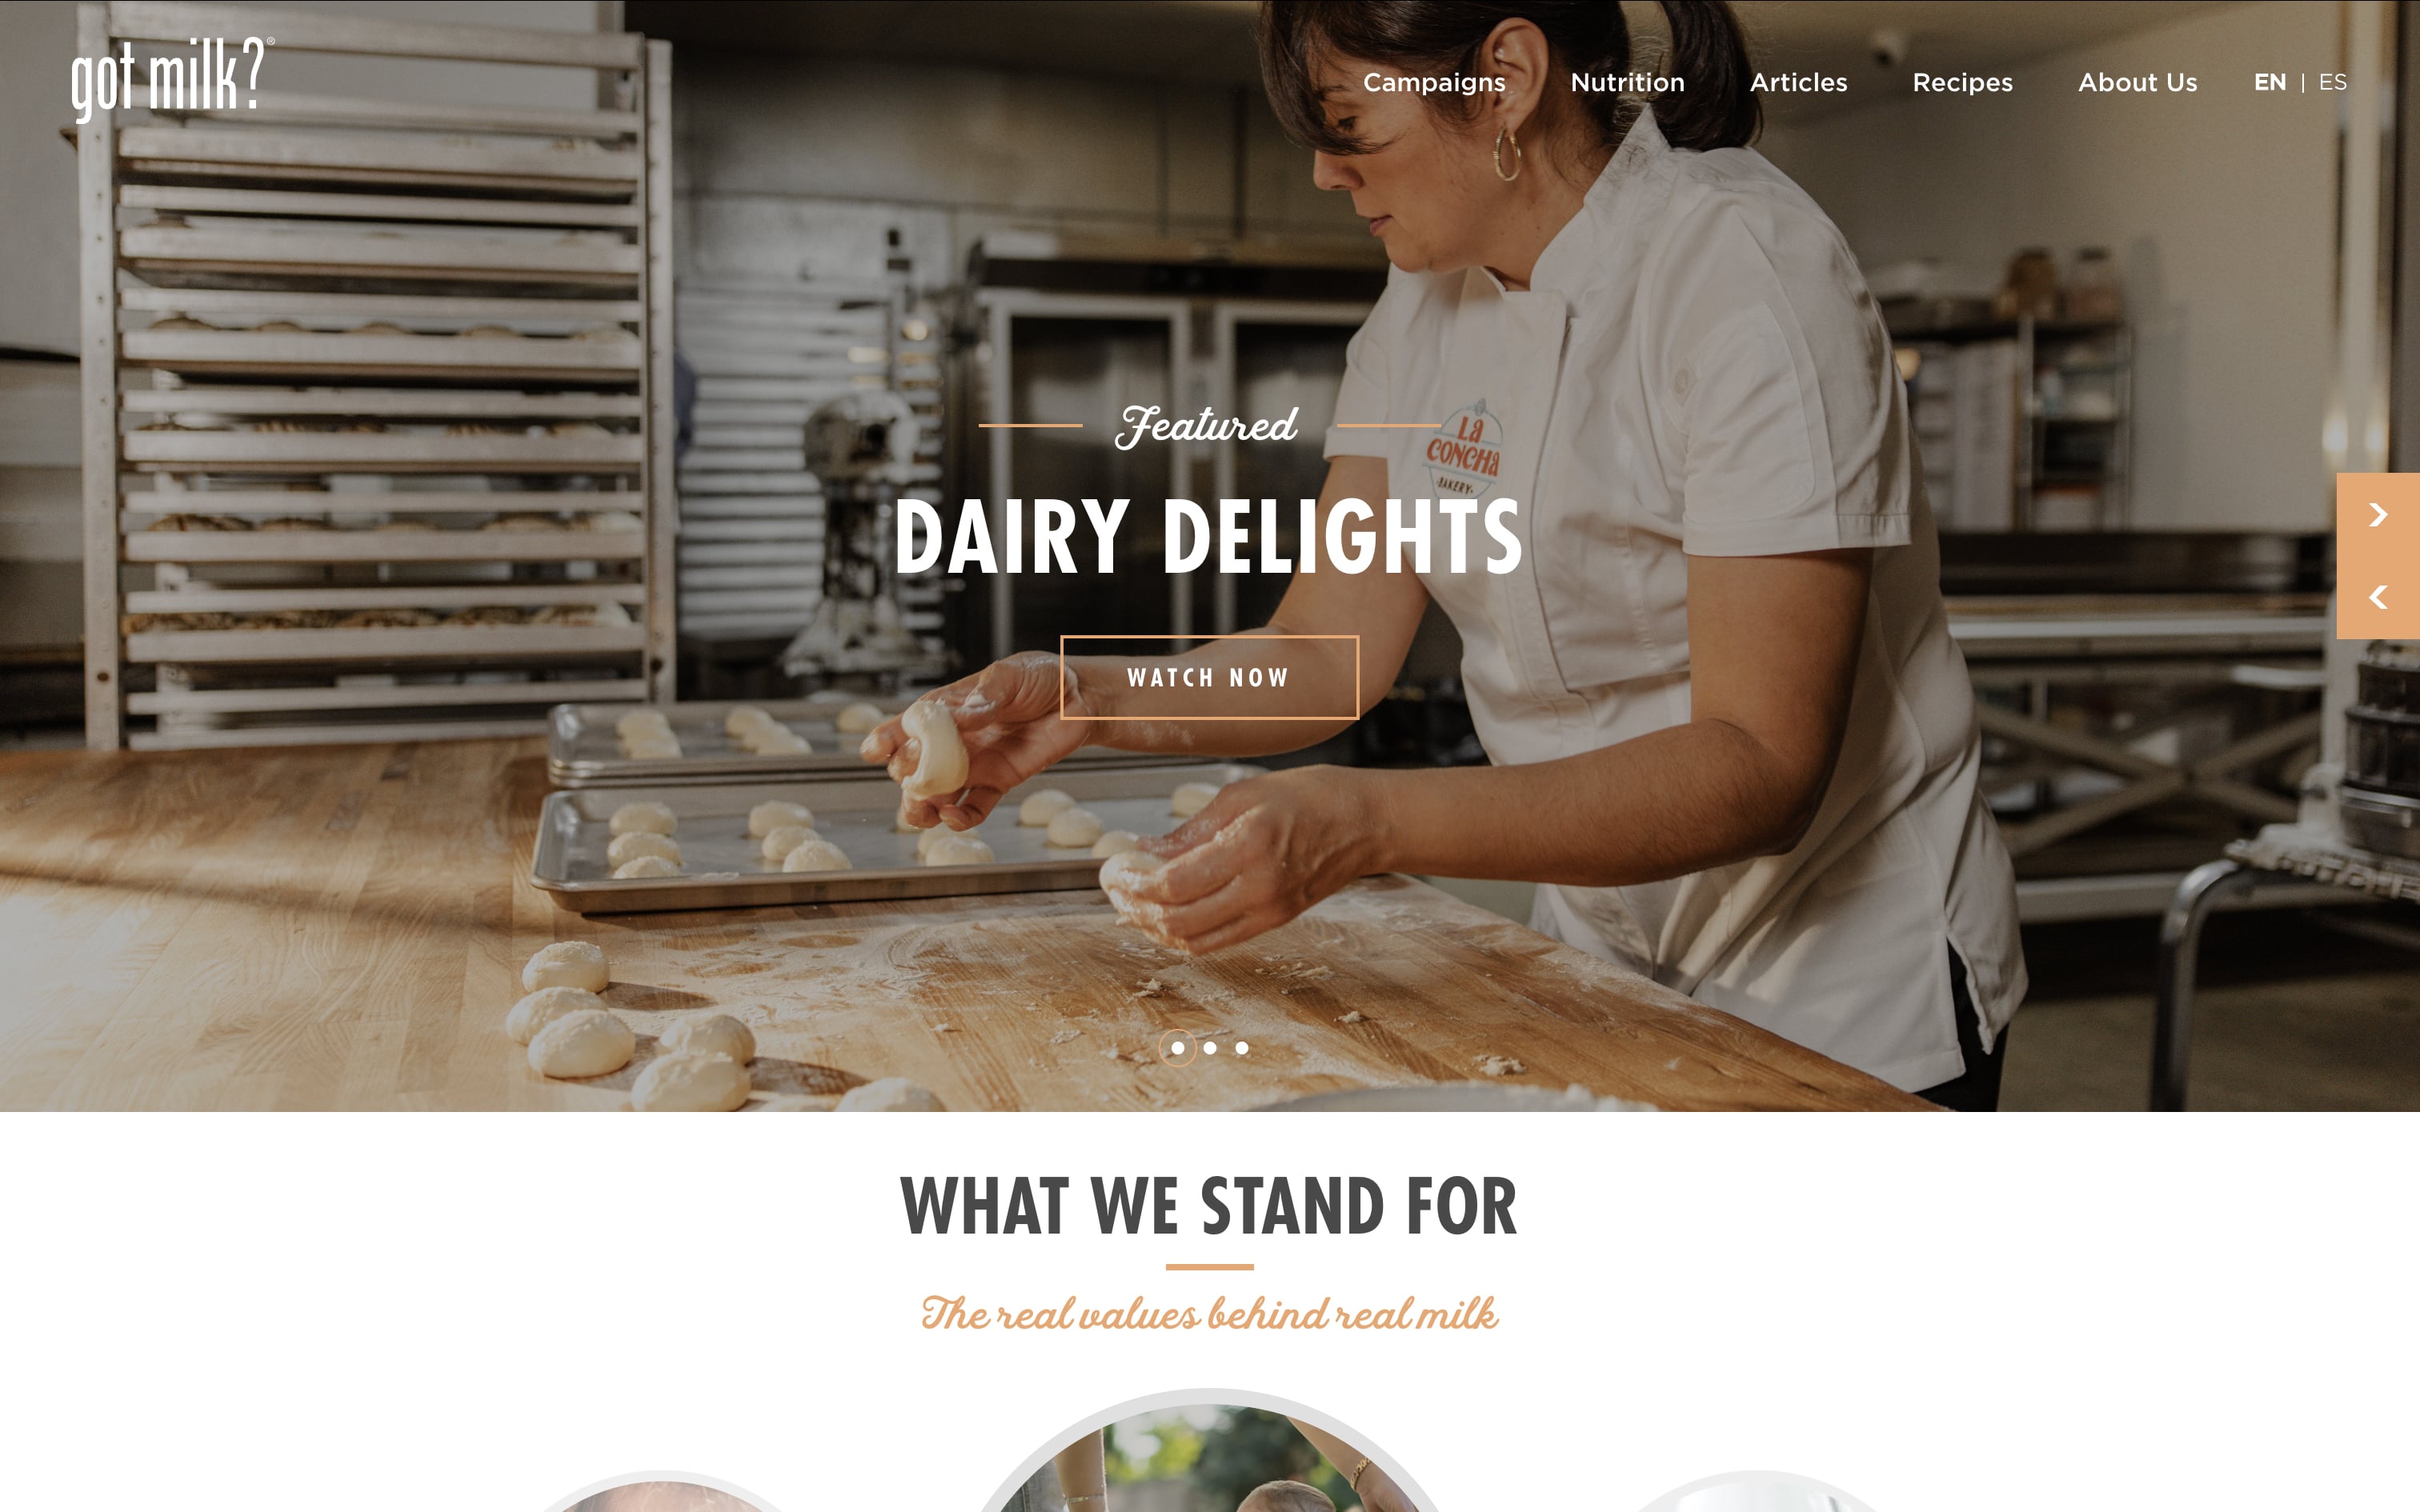 got milk?®
Campaigns Nutrition Articles Recipes About Us EN | ES
Featured
La
CONCHa
BAKERY
DAIRY DELIGHTS
WATCH NOW
WHAT WE STAND FOR
The real values behind real milk